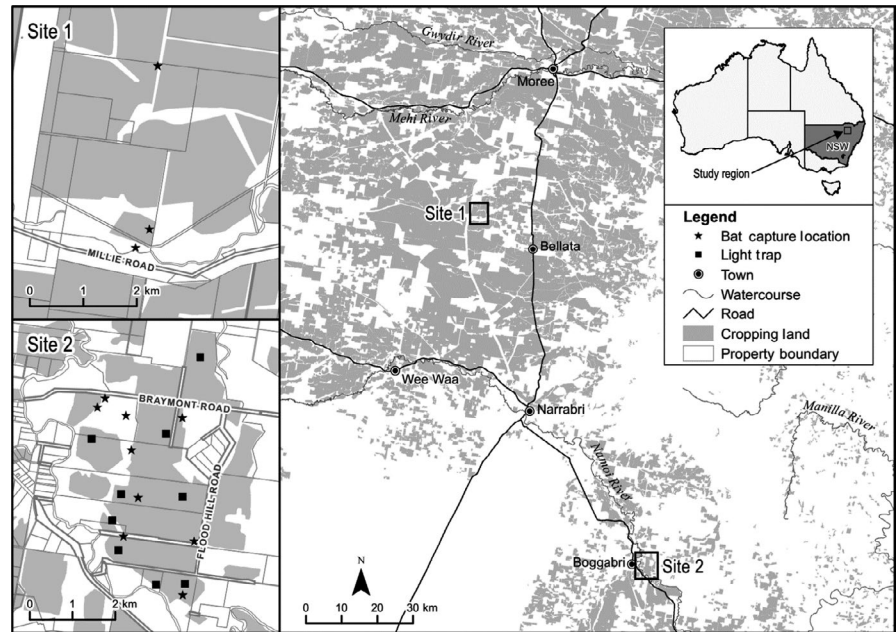 Site 1
MILLIE ROAD
0 1 2 km
Site 2
BRAYMONT ROAD
FLOOD HILL ROAD
0 1 2 km
Gwydir River
Moree
Mehi River
Site 1
Bellata
Wee Waa
Narrabri
Namoi River
Manilla River
Boggabri
Site 2
N
0 10 20 30 km
NSW
Study region
Legend
Bat capture location
Light trap
Town
Watercourse
Road
Cropping land
Property boundary